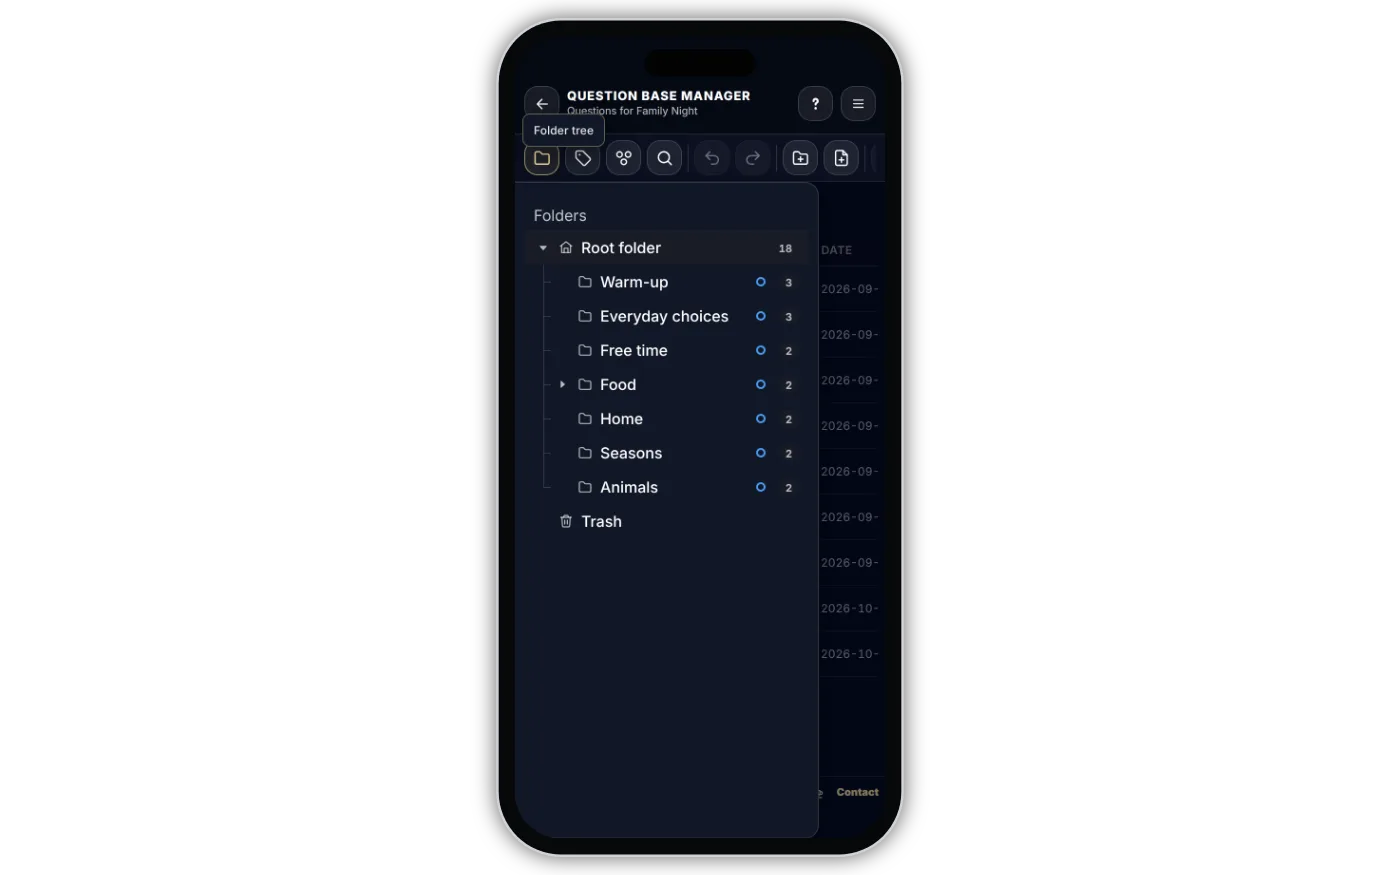 QUESTION BASE MANAGER
Questions for Family Night
?
Folder tree
Folders
Root folder 18
DATE
Warm-up 3
2026-09-
Everyday choices 3
2026-09-
Free time 2
2026-09-
Food 2
Home 2
2026-09-
Seasons 2
2026-09-
Animals 2
2026-09-
Trash
2026-09-
2026-10-
2026-10-
Contact